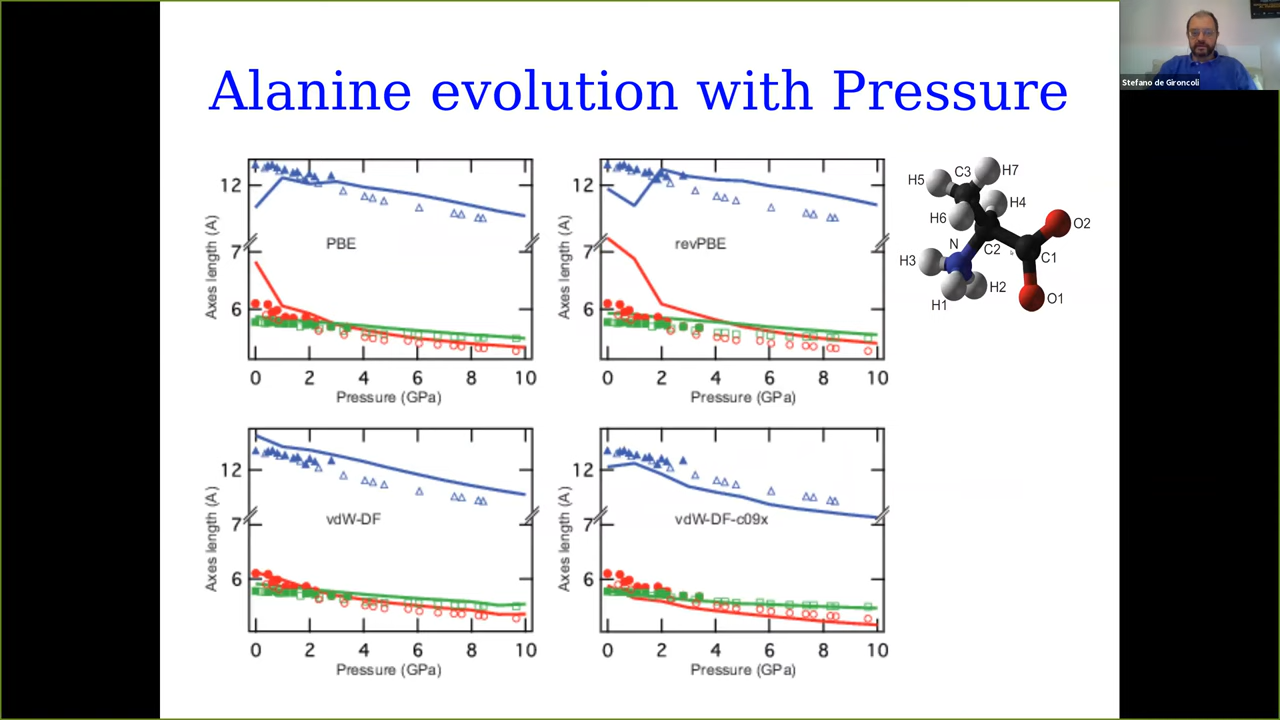 Alanine evolution with Pressure
Stefano de Gironcoli
Axes length (A)
12
7
6
PBE
0 2 4 6 8 10
Pressure (GPa)
Axes length (A)
12
7
6
revPBE
0 2 4 6 8 10
Pressure (GPa)
C3
H7
H5
H4
H6
O2
N
C2
C1
H3
H2
H1
O1
Axes length (A)
12
7
6
vdW-DF
0 2 4 6 8 10
Pressure (GPa)
Axes length (A)
12
7
6
vdW-DF-c09x
0 2 4 6 8 10
Pressure (GPa)